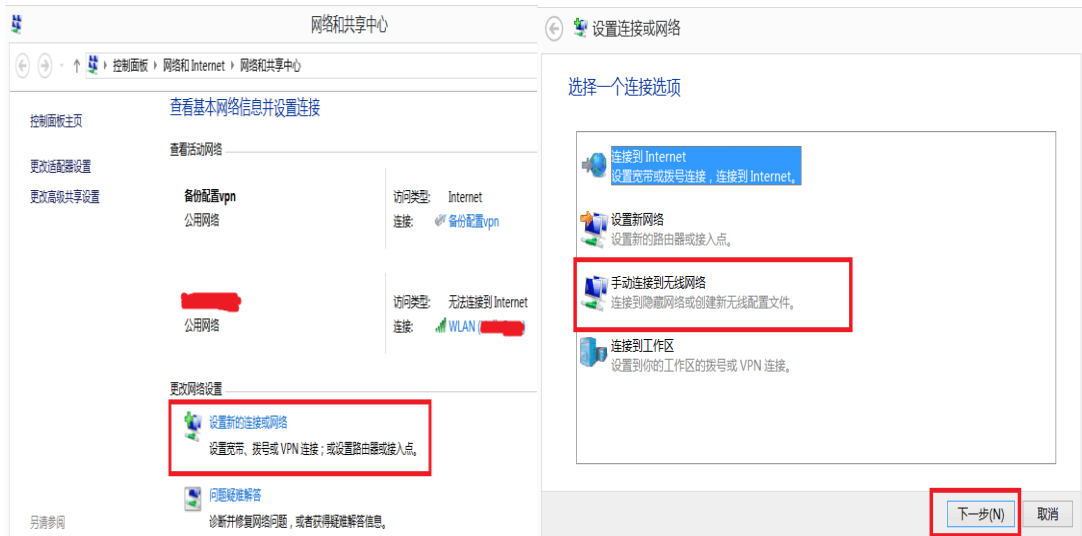 网络和共享中心
控制面板 网络和 Internet 网络和共享中心
控制面板主页
更改适配器设置
更改高级共享设置
另请参阅
查看基本网络信息并设置连接
查看活动网络
备份配置vpn
公用网络
访问类型: Internet
连接: 备份配置vpn
公用网络
访问类型: 无法连接到 Internet
连接: WLAN (
更改网络设置
设置新的连接或网络
设置宽带、拨号或 VPN 连接；或设置路由器或接入点。
问题疑难解答
诊断并修复网络问题，或者获得疑难解答信息。
设置连接或网络
选择一个连接选项
连接到 Internet
设置宽带或拨号连接，连接到 Internet。
设置新网络
设置新的路由器或接入点。
手动连接到无线网络
连接到隐藏网络或创建新无线配置文件。
连接到工作区
设置到你的工作区的拨号或 VPN 连接。
下一步(N)
取消